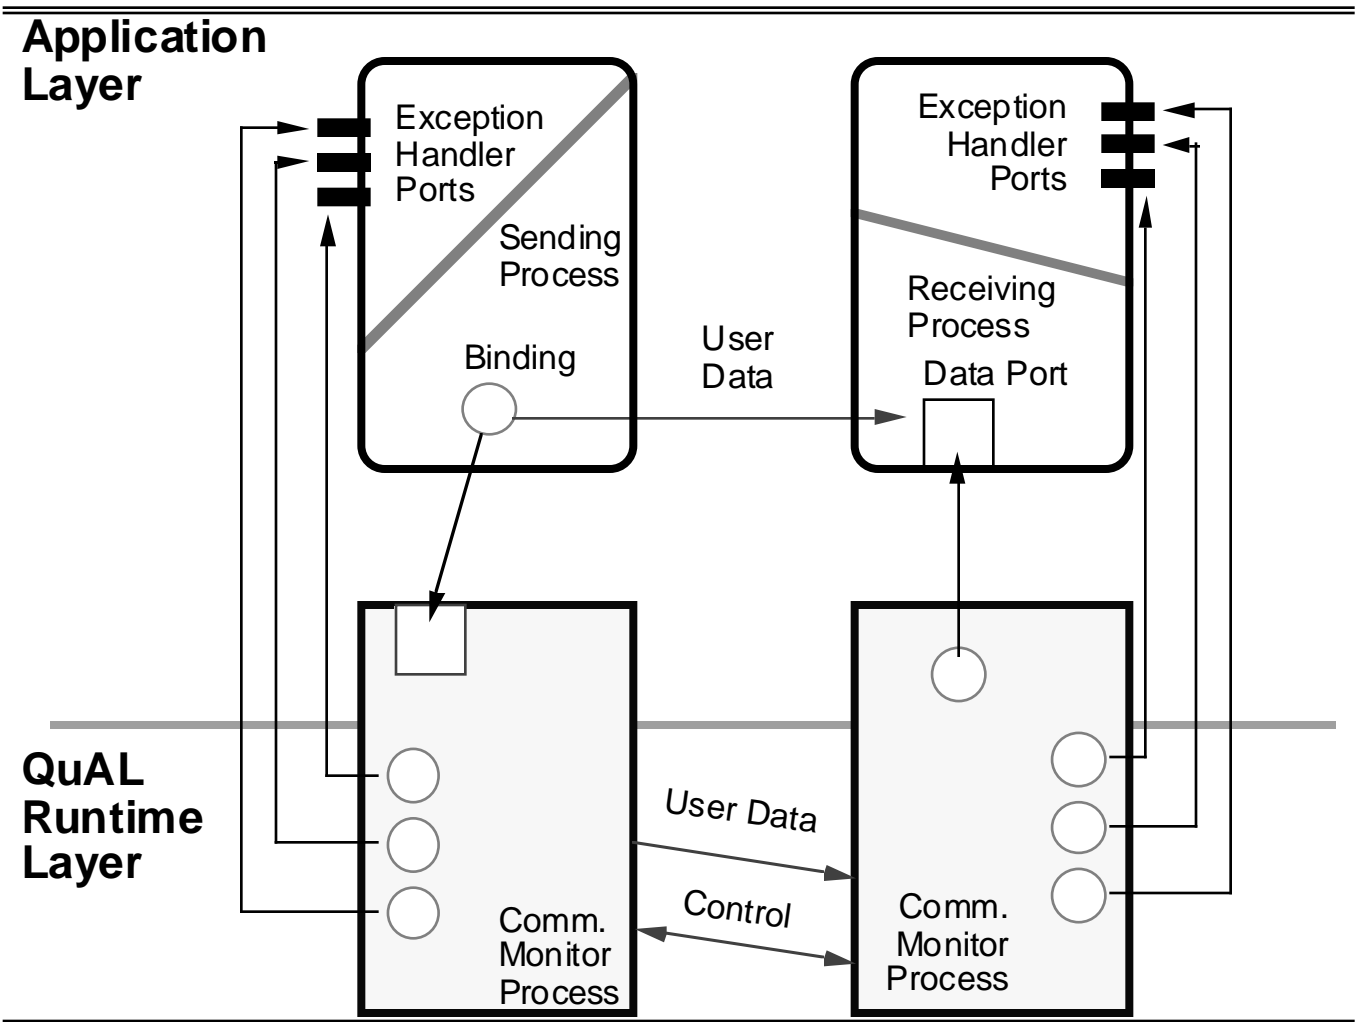 Application
Layer
Exception
Handler
Ports
Sending
Process
Binding
User
Data
Exception
Handler
Ports
Receiving
Process
Data Port
QuAL
Runtime
Layer
User Data
Control
Comm.
Monitor
Process
Comm.
Monitor
Process